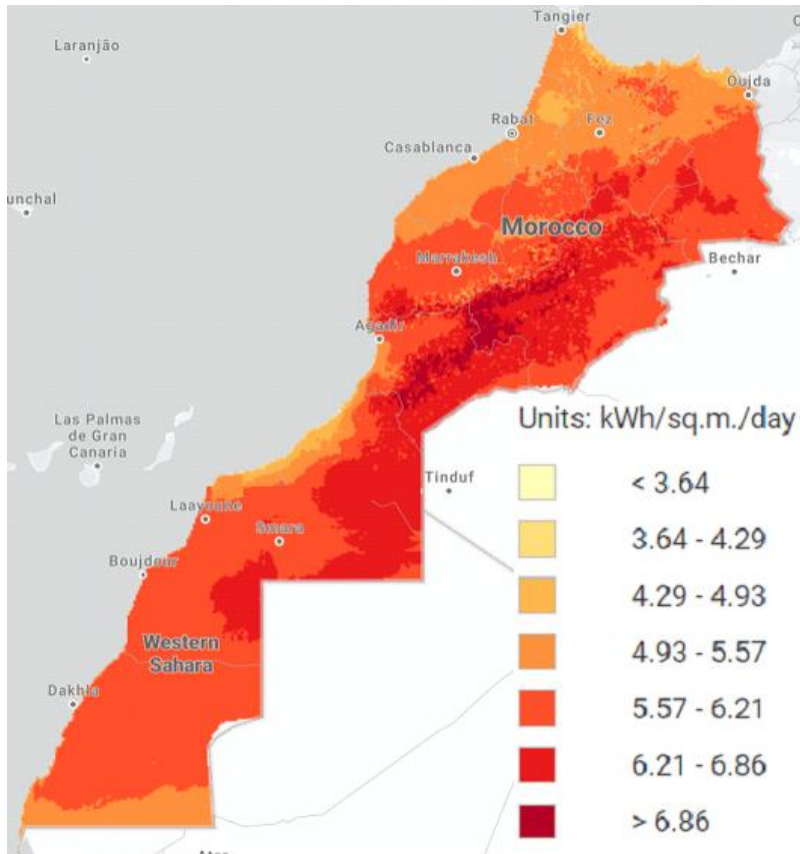 Tangier
Laranjão
Oujda
Rabat
Fez
Casablanca
unchal
Morocco
Marrakesh
Bechar
Agadir
Las Palmas
de Gran
Canaria
Units: kWh/sq.m./day
Tinduf
< 3.64
Laayoune
Smara
3.64 - 4.29
Boujdour
4.29 - 4.93
Western
Sahara
4.93 - 5.57
Dakhla
5.57 - 6.21
6.21 - 6.86
> 6.86